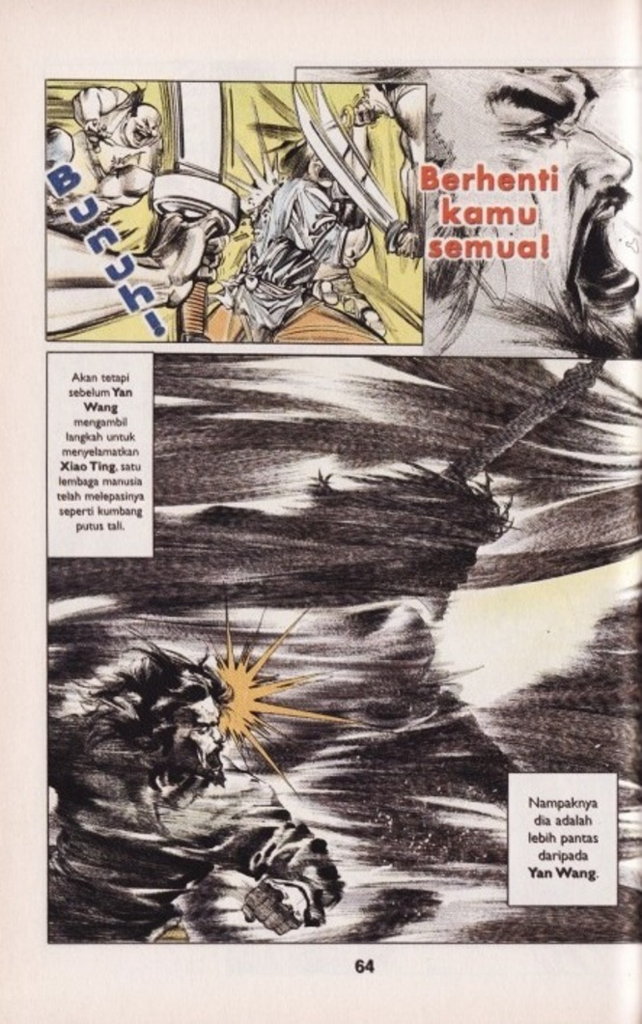 Bunuh!
Berhenti
kamu
semua!
Akan tetapi
sebelum Yan
Wang
mengambil
langkah untuk
menyelamatkan
Xiao Ting, satu
lembaga manusia
telah melepasinya
seperti kumbang
putus tali.
Nampaknya
dia adalah
lebih pantas
daripada
Yan Wang.
64